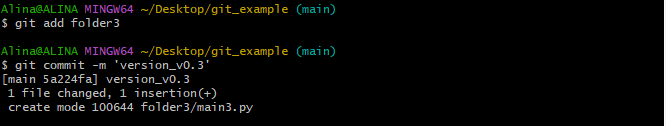 Alina@ALINA MINGW64 ~/Desktop/git_example (main)
$ git add folder3
Alina@ALINA MINGW64 ~/Desktop/git_example (main)
$ git commit -m 'version_v0.3'
[main 5a224fa] version_v0.3
 1 file changed, 1 insertion(+)
 create mode 100644 folder3/main3.py